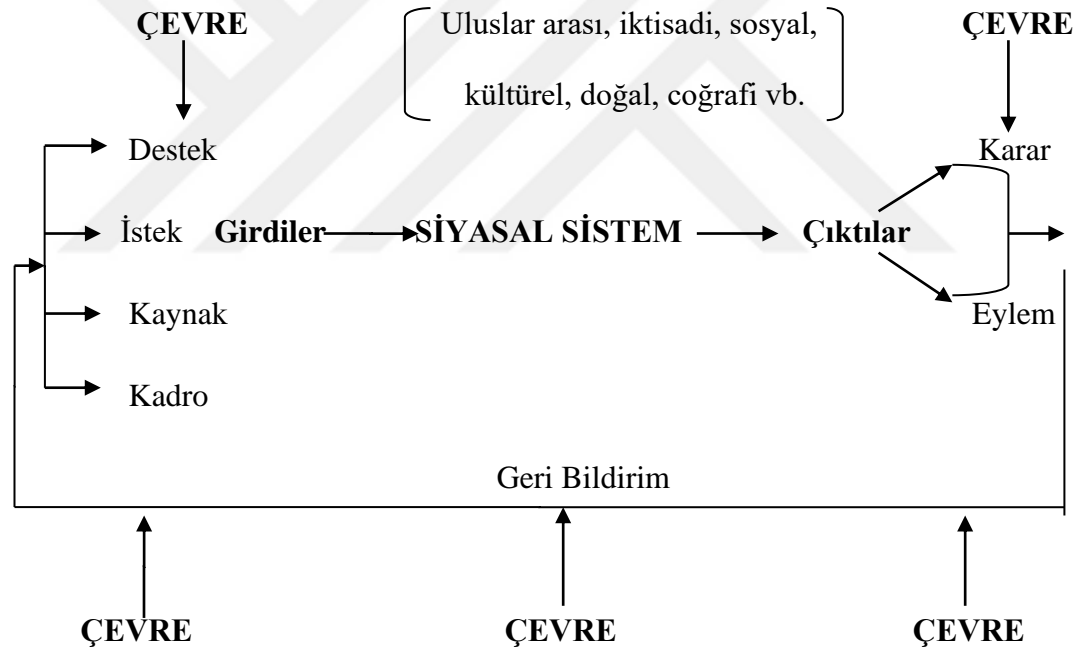 ÇEVRE Uluslar arası, iktisadi, sosyal, ÇEVRE
kültürel, doğal, coğrafi vb.
Destek Karar
İstek Girdiler SİYASAL SİSTEM Çıktılar
Kaynak Eylem
Kadro
Geri Bildirim
ÇEVRE ÇEVRE ÇEVRE